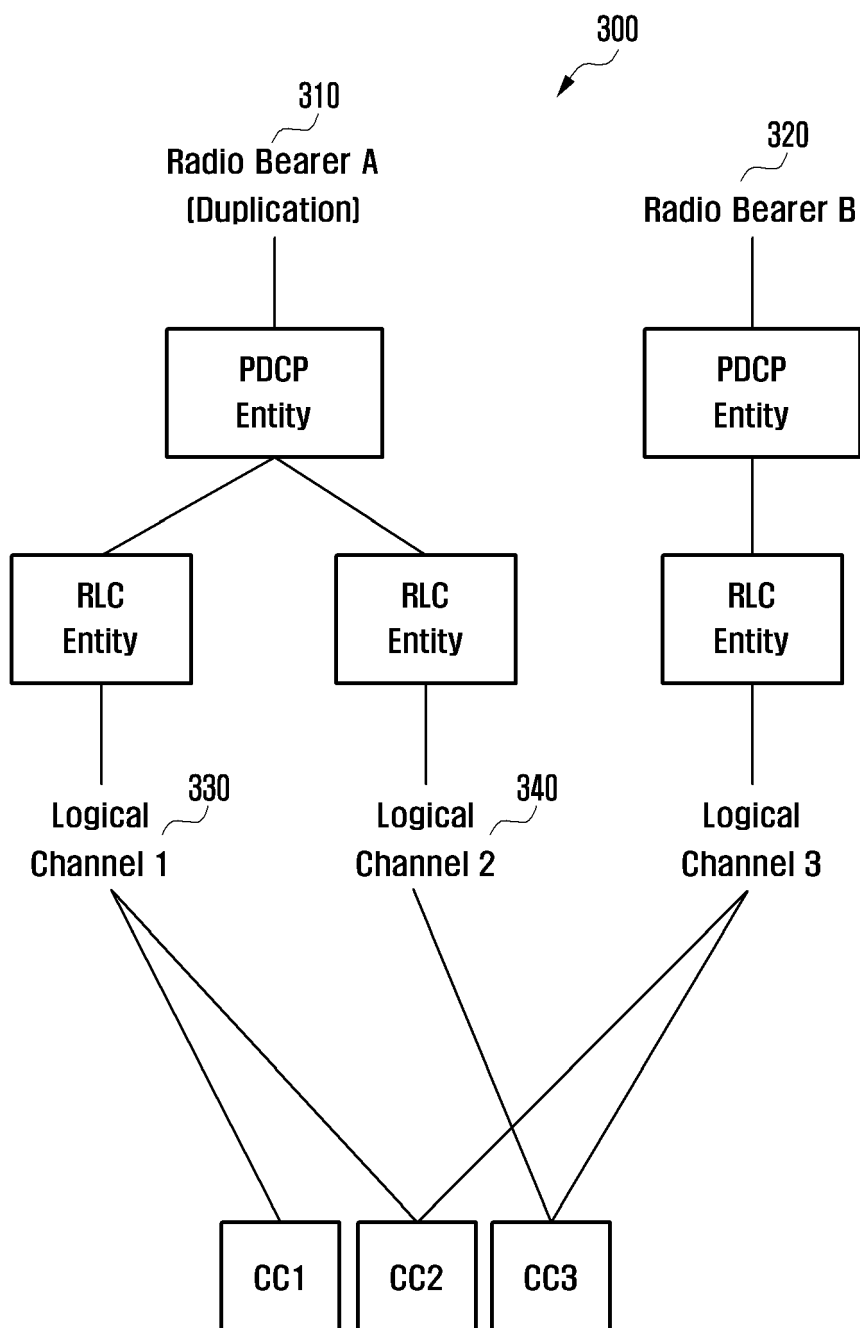 300
310
Radio Bearer A
(Duplication)
320
Radio Bearer B
PDCP
Entity
PDCP
Entity
RLC
Entity
RLC
Entity
RLC
Entity
330
Logical
Channel 1
340
Logical
Channel 2
Logical
Channel 3
CC1
CC2
CC3